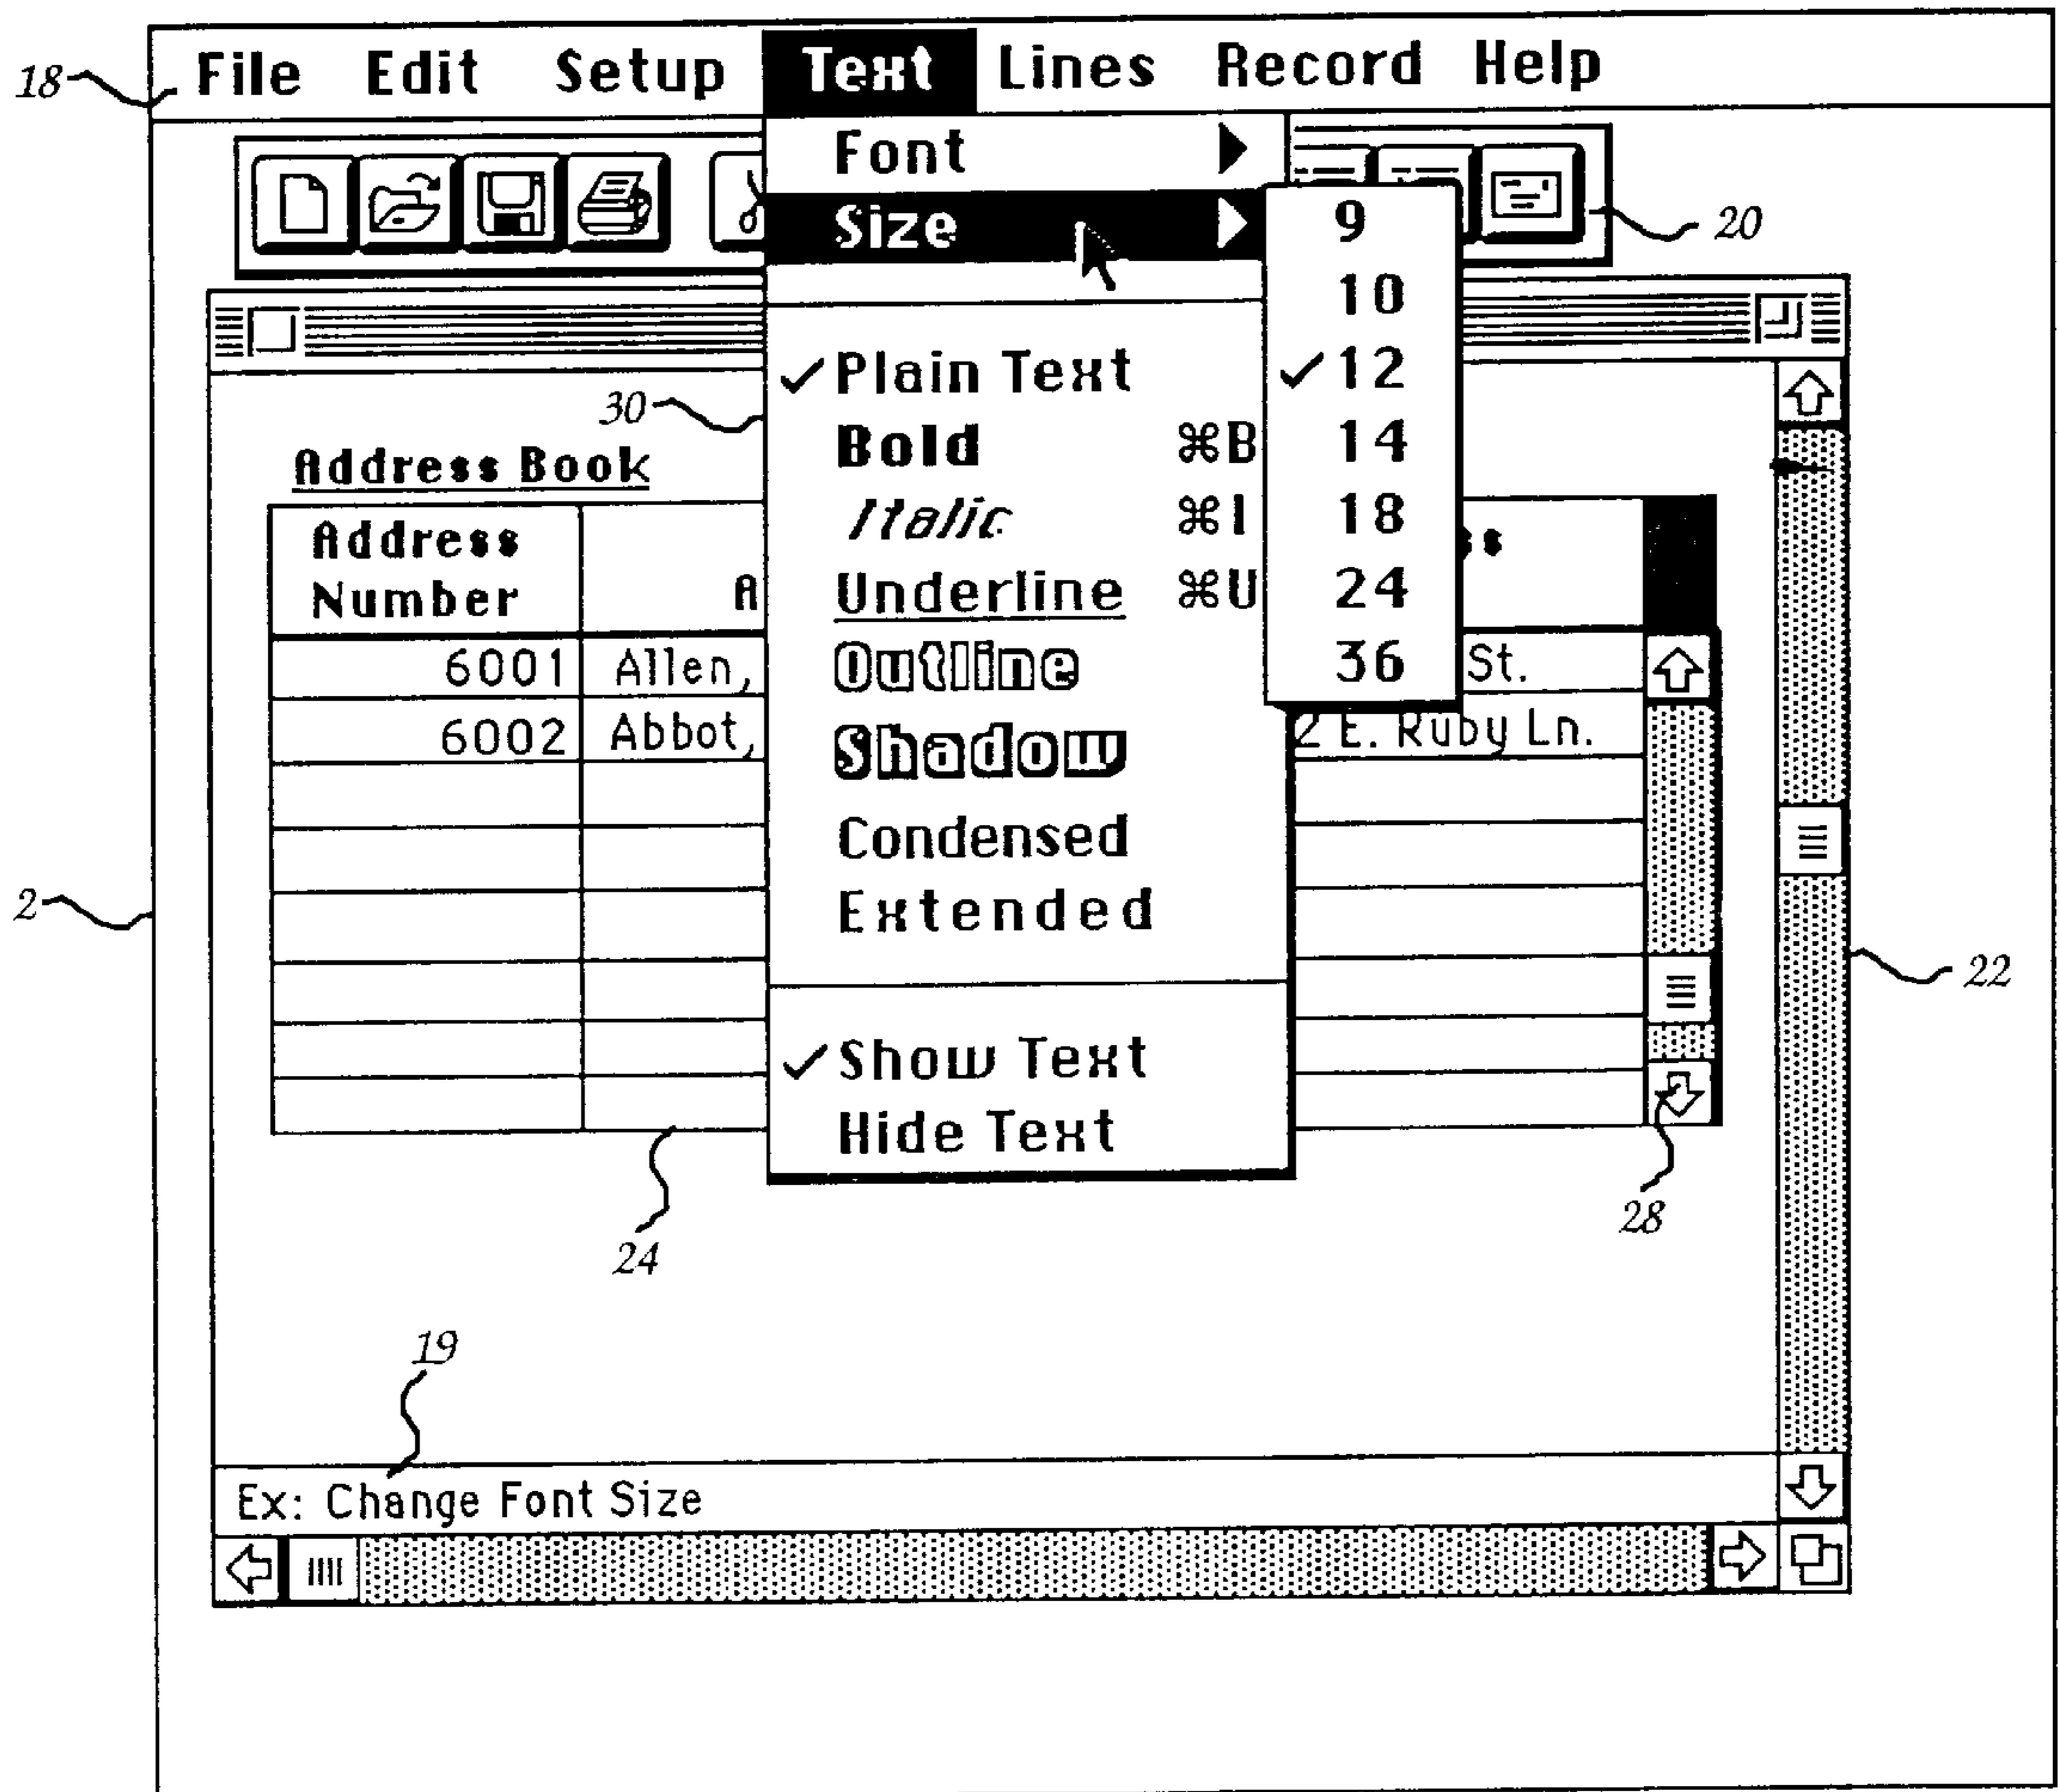 18 File Edit Setup Text Lines Record Help
Font
Size
9
20
10
✓Plain Text
✓12
30
Bold ⌘B
14
Address Book
Italic ⌘I
18
Address Number
A
s
Underline ⌘U
24
6001 Allen,
Outline
36
St.
6002 Abbot,
Shadow
2 E. Ruby Ln.
Condensed
2
Extended
22
✓Show Text
Hide Text
24
28
19
Ex: Change Font Size